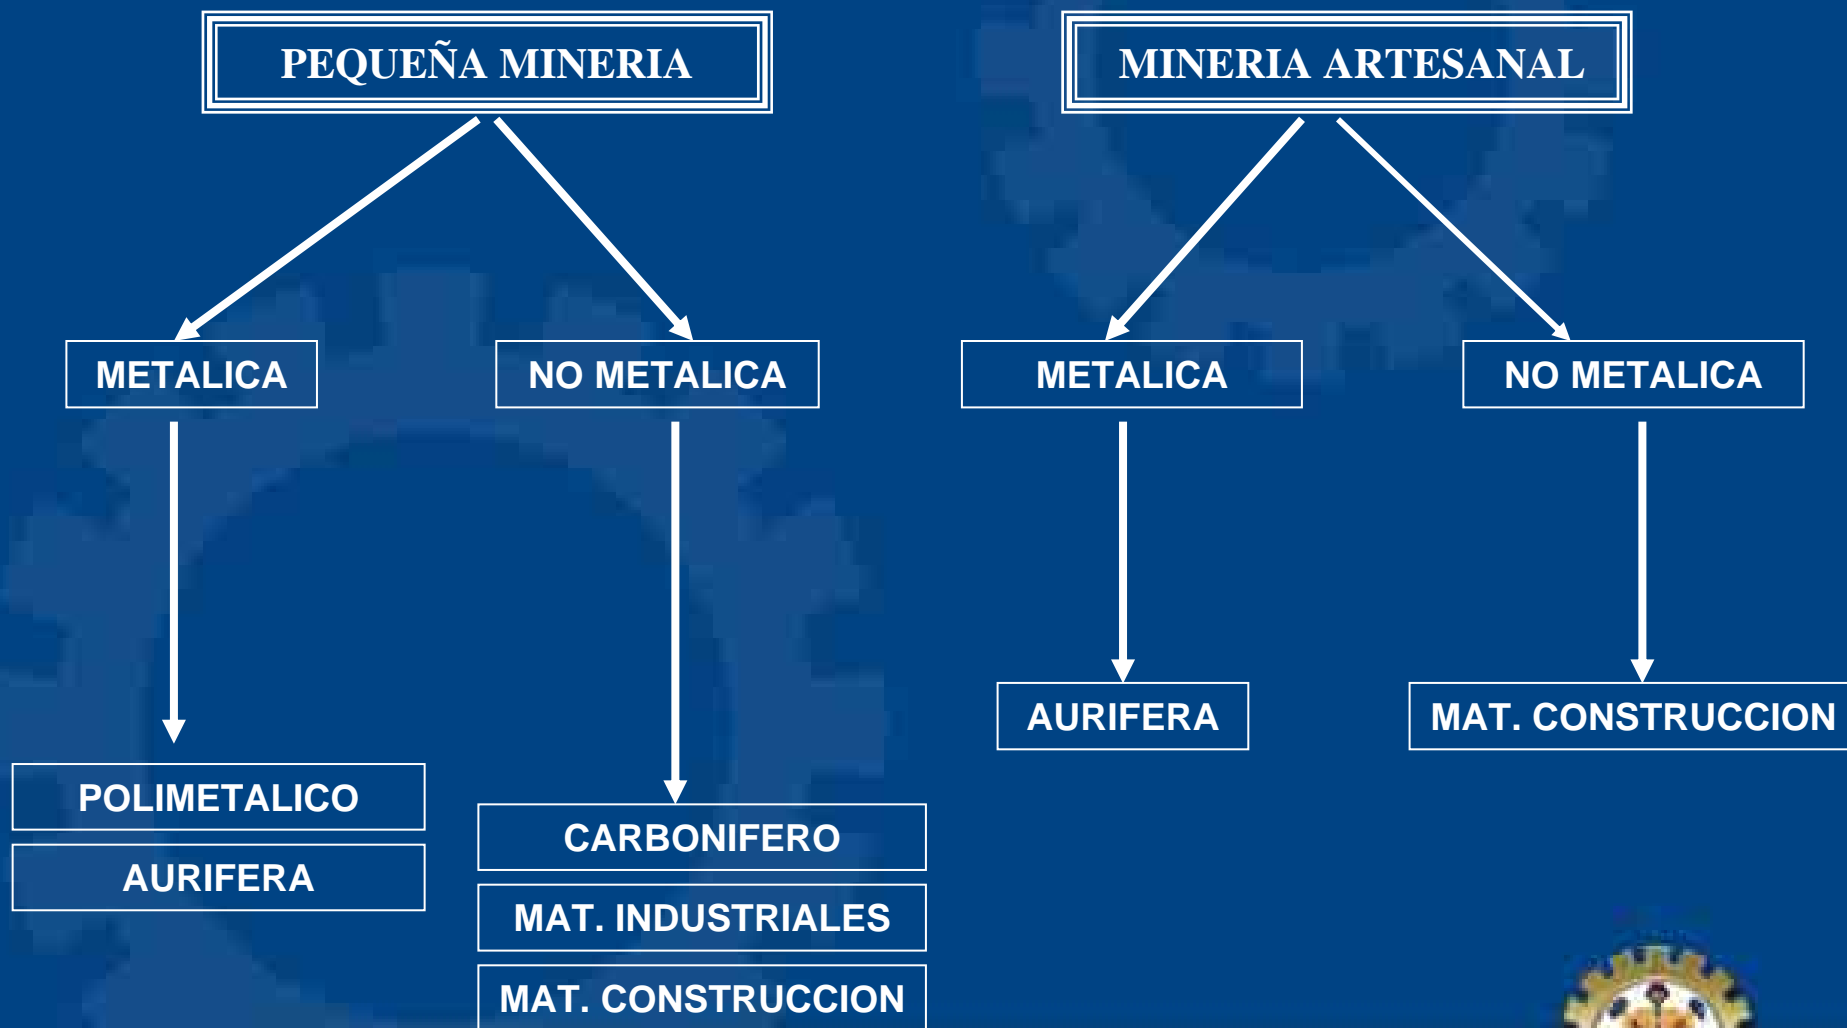 PEQUEÑA MINERIA
MINERIA ARTESANAL
METALICA
NO METALICA
METALICA
NO METALICA
AURIFERA
MAT. CONSTRUCCION
POLIMETALICO
AURIFERA
CARBONIFERO
MAT. INDUSTRIALES
MAT. CONSTRUCCION